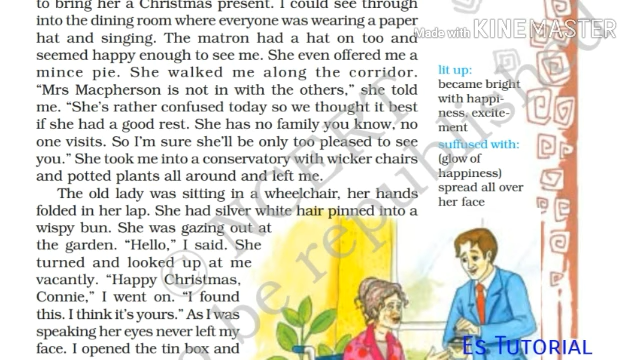 to bring her a Christmas present. I could see through
into the dining room where everyone was wearing a paper
hat and singing. The matron had a hat on too and
seemed happy enough to see me. She even offered me a
mince pie. She walked me along the corridor.
“Mrs Macpherson is not in with the others,” she told
me. “She’s rather confused today so we thought it best
if she had a good rest. She has no family you know, no
one visits. So I’m sure she’ll be only too pleased to see
you.” She took me into a conservatory with wicker chairs
and potted plants all around and left me.
The old lady was sitting in a wheelchair, her hands
folded in her lap. She had silver white hair pinned into a
wispy bun. She was gazing out at
the garden. “Hello,” I said. She
turned and looked up at me
vacantly. “Happy Christmas,
Connie,” I went on. “I found
this. I think it’s yours.” As I was
speaking her eyes never left my
face. I opened the tin box and
Made with KINEMASTER
lit up:
became bright
with happi-
ness, excite-
ment
suffused with:
(glow of
happiness)
spread all over
her face
© NCERT
be republished
Es Tutorial